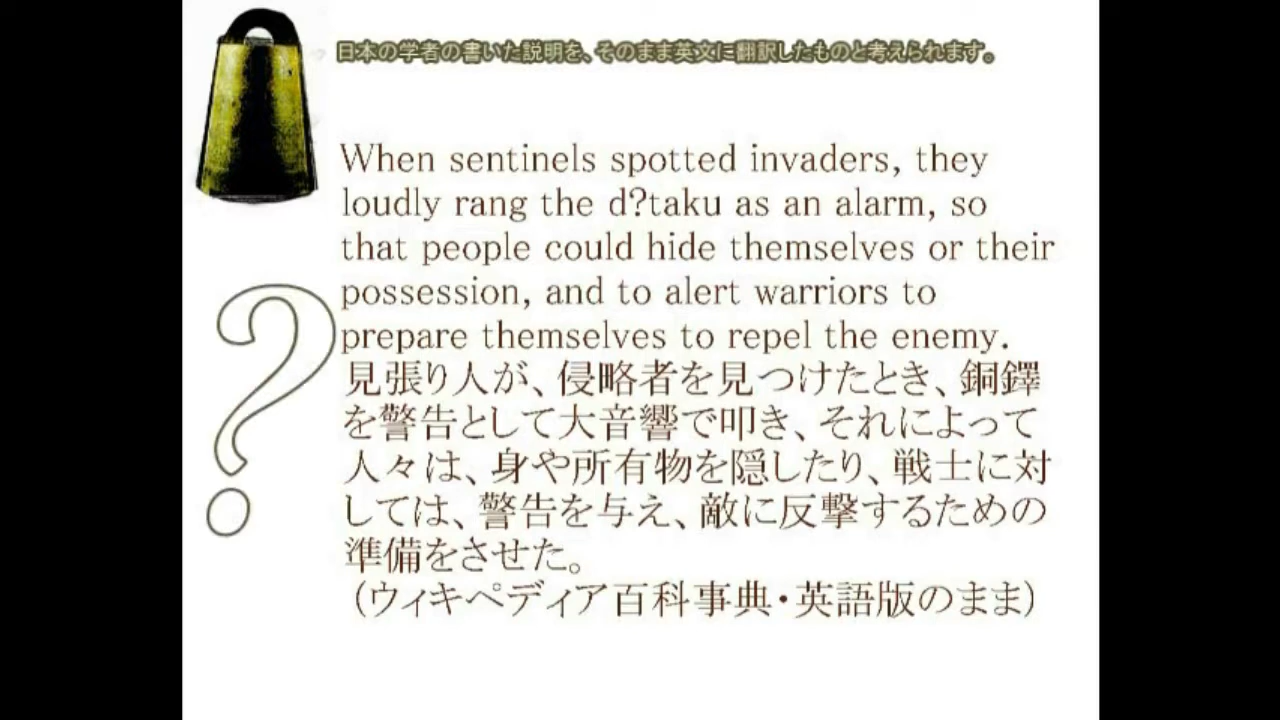 日本の学者の書いた説明を、そのまま英文に翻訳したものと考えられます。
When sentinels spotted invaders, they
loudly rang the d?taku as an alarm, so
that people could hide themselves or their
possession, and to alert warriors to
prepare themselves to repel the enemy.
見張り人が、侵略者を見つけたとき、銅鐸
を警告として大音響で叩き、それによって
人々は、身や所有物を隠したり、戦士に対
しては、警告を与え、敵に反撃するための
準備をさせた。
(ウィキペディア百科事典・英語版のまま)
?